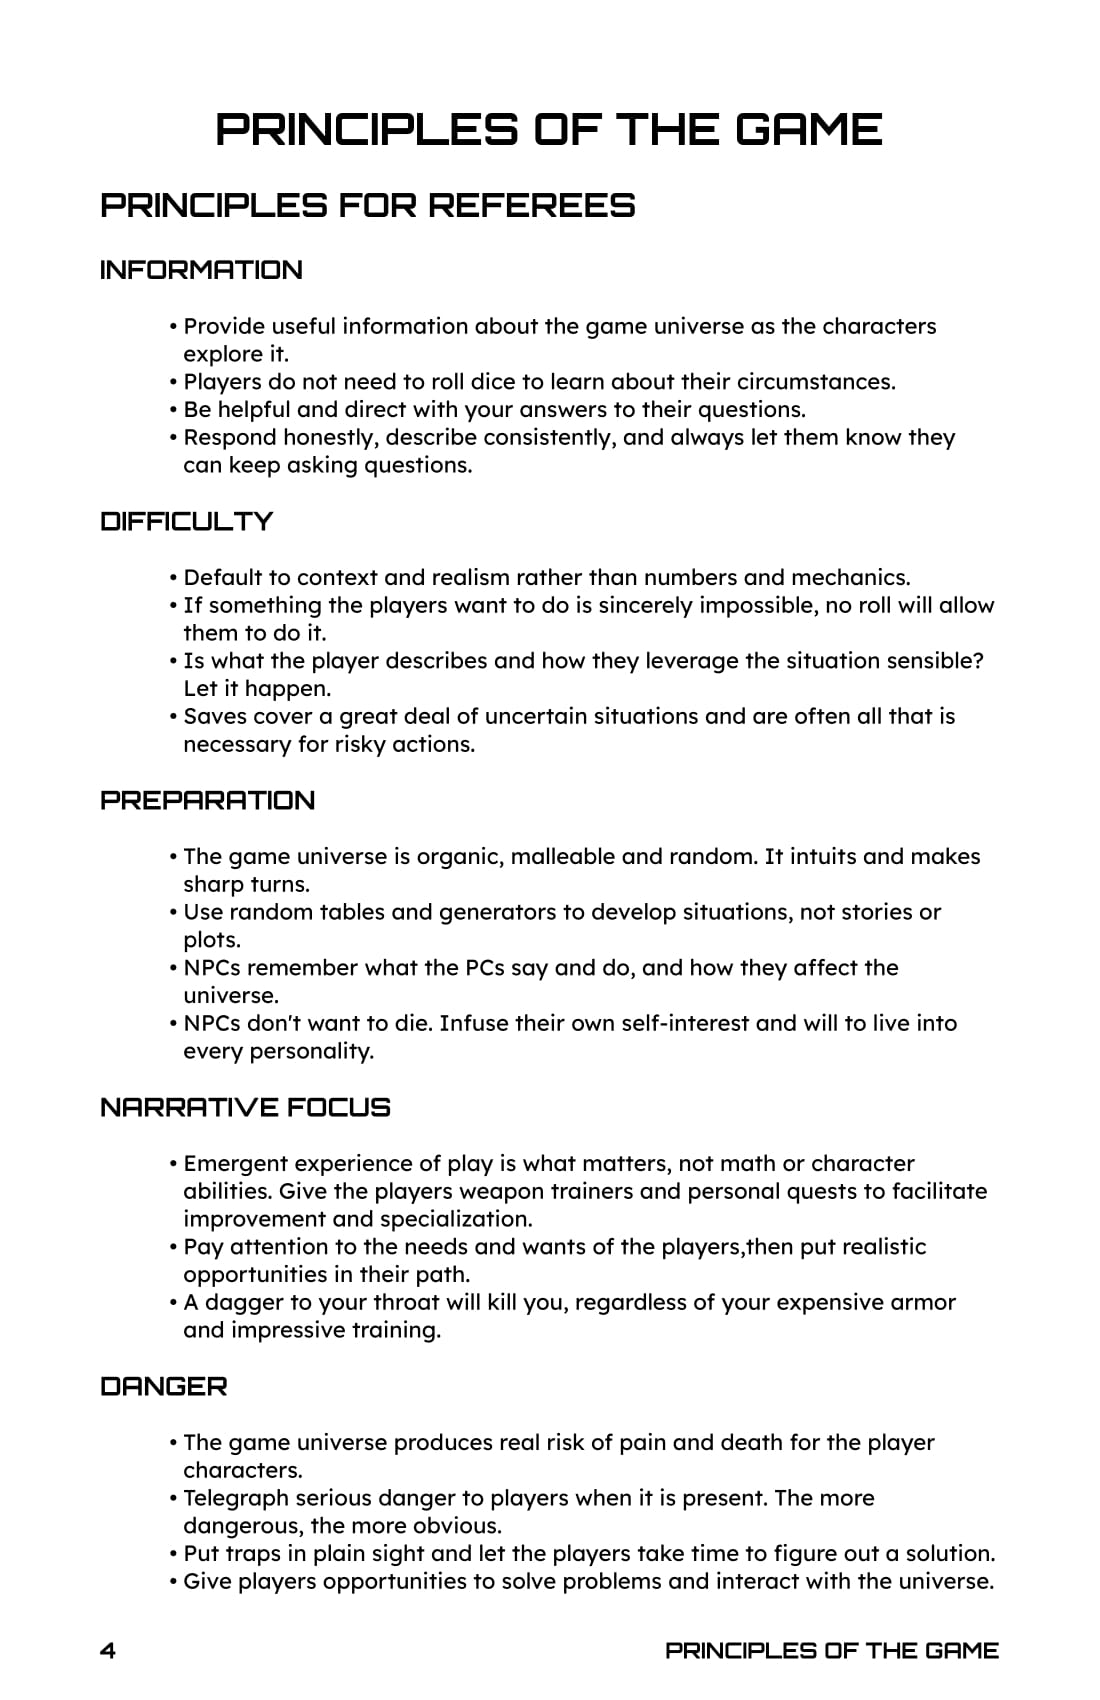 PRINCIPLES OF THE GAME
PRINCIPLES FOR REFEREES
INFORMATION
• Provide useful information about the game universe as the characters
explore it.
• Players do not need to roll dice to learn about their circumstances.
• Be helpful and direct with your answers to their questions.
• Respond honestly, describe consistently, and always let them know they
can keep asking questions.
DIFFICULTY
• Default to context and realism rather than numbers and mechanics.
• If something the players want to do is sincerely impossible, no roll will allow
them to do it.
• Is what the player describes and how they leverage the situation sensible?
Let it happen.
• Saves cover a great deal of uncertain situations and are often all that is
necessary for risky actions.
PREPARATION
• The game universe is organic, malleable and random. It intuits and makes
sharp turns.
• Use random tables and generators to develop situations, not stories or
plots.
• NPCs remember what the PCs say and do, and how they affect the
universe.
• NPCs don't want to die. Infuse their own self-interest and will to live into
every personality.
NARRATIVE FOCUS
• Emergent experience of play is what matters, not math or character
abilities. Give the players weapon trainers and personal quests to facilitate
improvement and specialization.
• Pay attention to the needs and wants of the players,then put realistic
opportunities in their path.
• A dagger to your throat will kill you, regardless of your expensive armor
and impressive training.
DANGER
• The game universe produces real risk of pain and death for the player
characters.
• Telegraph serious danger to players when it is present. The more
dangerous, the more obvious.
• Put traps in plain sight and let the players take time to figure out a solution.
• Give players opportunities to solve problems and interact with the universe.
4 PRINCIPLES OF THE GAME